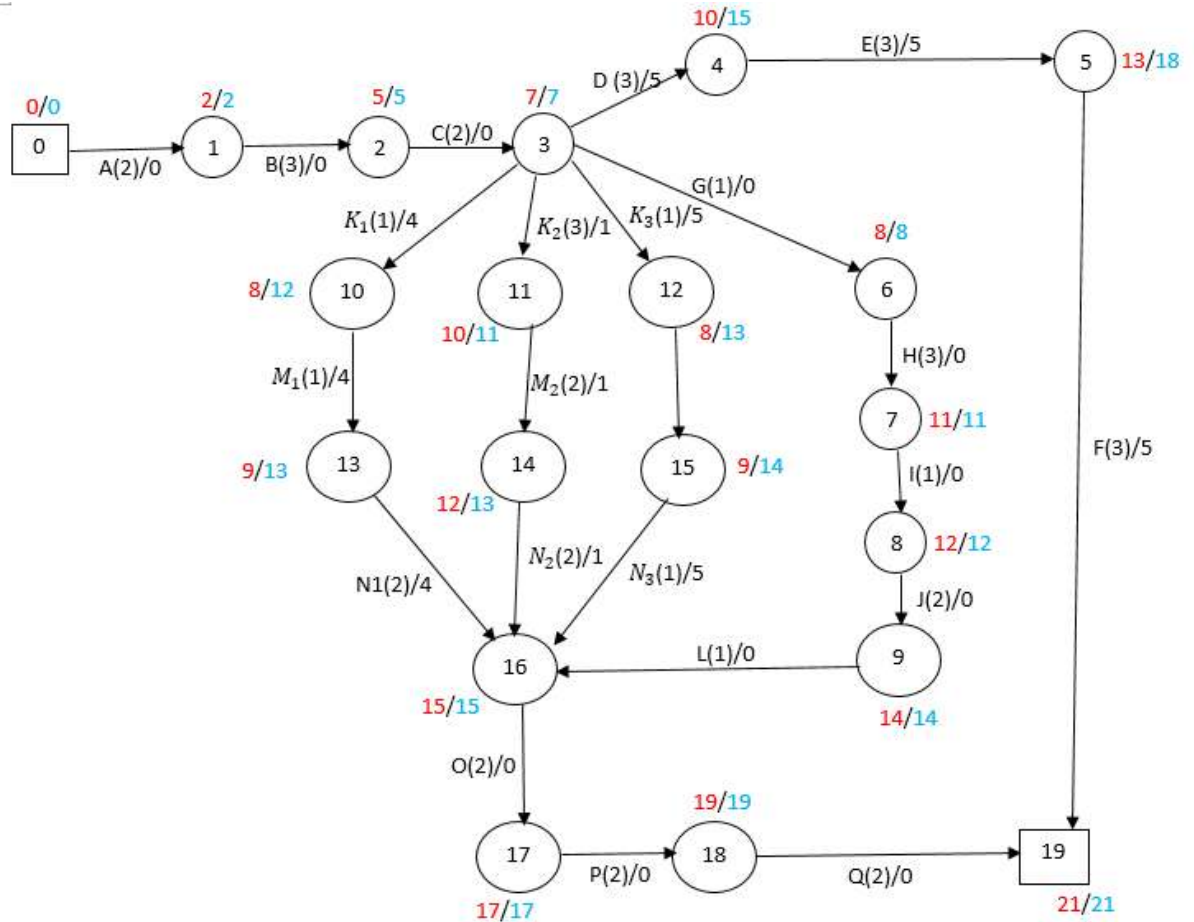 10/15
E(3)/5
4
5
13/18
D (3)/5
0/0
2/2
5/5
7/7
0
1
2
3
A(2)/0
B(3)/0
C(2)/0
G(1)/0
K₁(1)/4
K₂(3)/1
K₃(1)/5
8/8
8/12
10
11
12
6
10/11
8/13
H(3)/0
M₁(1)/4
M₂(2)/1
7
11/11
F(3)/5
9/13
13
14
15
9/14
I(1)/0
12/13
8
12/12
N1(2)/4
N₂(2)/1
N₃(1)/5
J(2)/0
16
L(1)/0
9
15/15
14/14
O(2)/0
19/19
17
18
19
P(2)/0
Q(2)/0
17/17
21/21